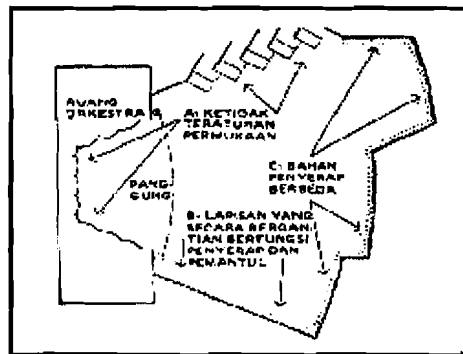 RUANG
ORKESTRA
A: KETIDAK
TERATURAN
PERMUKAAN
PANG-
GUNG
C: BAHAN
PENYERAP
BERBEDA
B: LAPISAN YANG
SECARA BERGAN-
TIAN BERFUNGSI
PENYERAP DAN
PEMANTUL